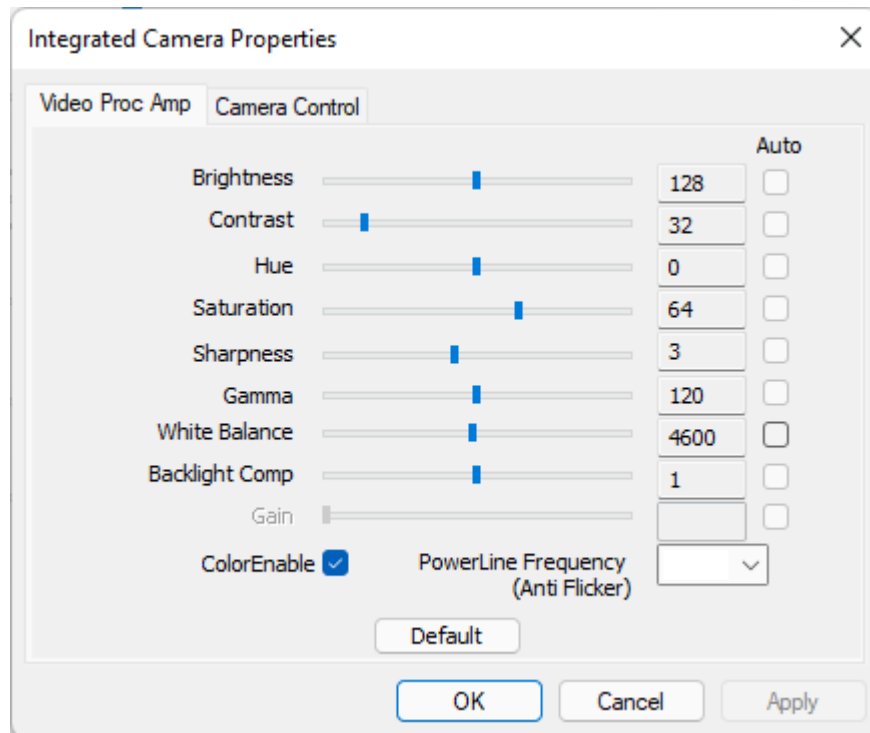 Integrated Camera Properties
Video Proc Amp Camera Control
Auto
Brightness 128
Contrast 32
Hue 0
Saturation 64
Sharpness 3
Gamma 120
White Balance 4600
Backlight Comp 1
Gain
ColorEnable PowerLine Frequency
(Anti Flicker)
Default
OK Cancel Apply